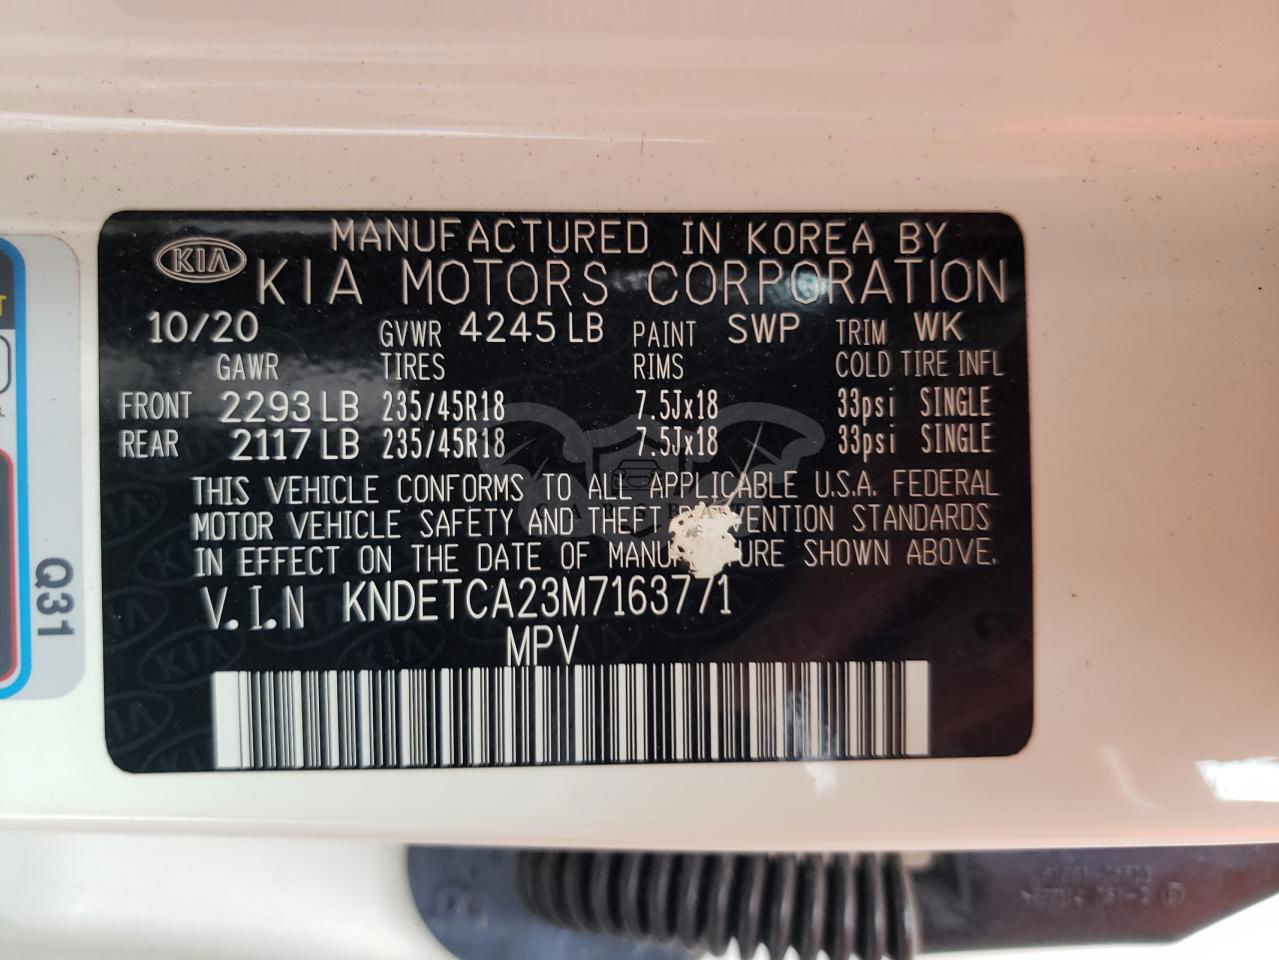 MANUFACTURED IN KOREA BY
KIA KIA MOTORS CORPORATION
10/20 GVWR 4245 LB PAINT SWP TRIM WK
GAWR TIRES RIMS COLD TIRE INFL
FRONT 2293 LB 235/45R18 7.5Jx18 33psi SINGLE
REAR 2117 LB 235/45R18 7.5Jx18 33psi SINGLE
THIS VEHICLE CONFORMS TO ALL APPLICABLE U.S.A. FEDERAL
MOTOR VEHICLE SAFETY AND THEFT STANDARDS
IN EFFECT ON THE DATE OF SHOWN ABOVE.
V.I.N KNDETCA23M7163771
MPV
Q31